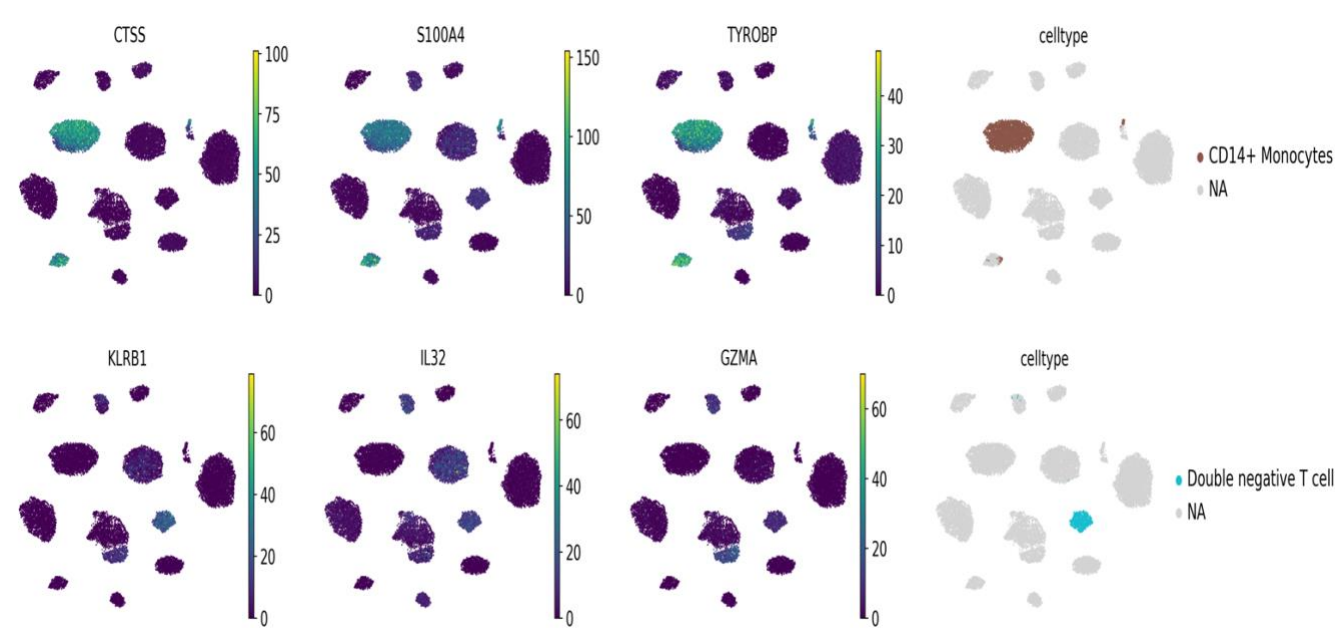 CTSS
S100A4
TYROBP
celltype
100
75
50
25
0
150
100
50
0
40
30
20
10
0
CD14+ Monocytes
NA
KLRB1
IL32
GZMA
celltype
60
40
20
0
60
40
20
0
60
40
20
0
Double negative T cell
NA